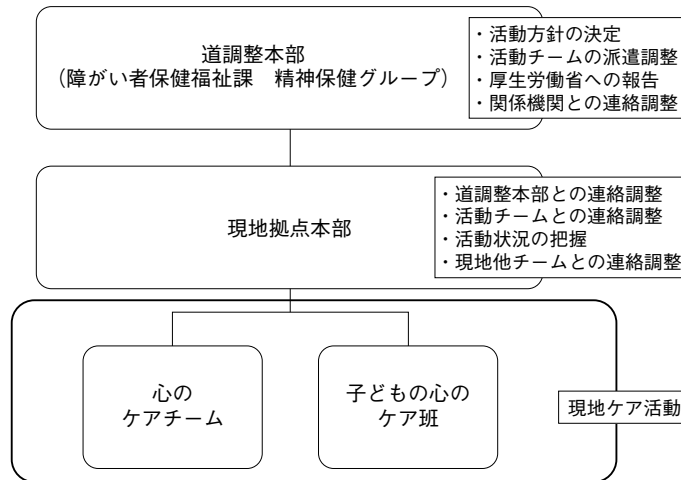 道調整本部
（障がい者保健福祉課　精神保健グループ）
・活動方針の決定
・活動チームの派遣調整
・厚生労働省への報告
・関係機関との連絡調整
現地拠点本部
・道調整本部との連絡調整
・活動チームとの連絡調整
・活動状況の把握
・現地他チームとの連絡調整
心の
ケアチーム
子どもの心の
ケア班
現地ケア活動